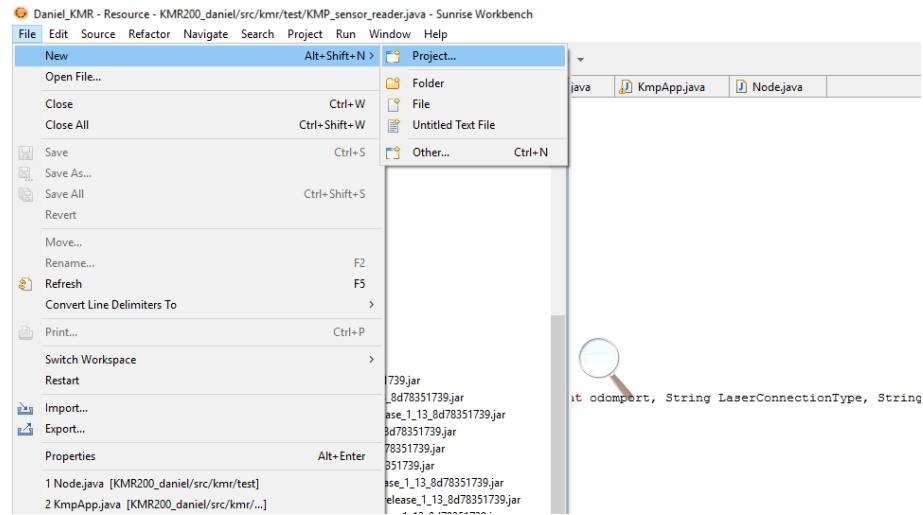 Daniel_KMR - Resource - KMR200_daniel/src/kmr/test/KMP_sensor_reader.java - Sunrise Workbench
File Edit Source Refactor Navigate Search Project Run Window Help
New Alt+Shift+N > Project...
Open File...
Folder
Close Ctrl+W
File
Close All Ctrl+Shift+W
Untitled Text File
Save Ctrl+S
Other... Ctrl+N
Save As...
Save All Ctrl+Shift+S
Revert
Move...
Rename... F2
Refresh F5
Convert Line Delimiters To >
Print... Ctrl+P
Switch Workspace >
Restart
Import...
Export...
Properties Alt+Enter
1 Node.java [KMR200_daniel/src/kmr/test]
2 KmpApp.java [KMR200_daniel/src/kmr/...]
java KmpApp.java Node.java
1739.jar
_8d78351739.jar
ase_1_13_8d78351739.jar
8d78351739.jar
78351739.jar
351739.jar
ase_1_13_8d78351739.jar
elease_1_13_8d78351739.jar
nt odomport, String LaserConnectionType, String